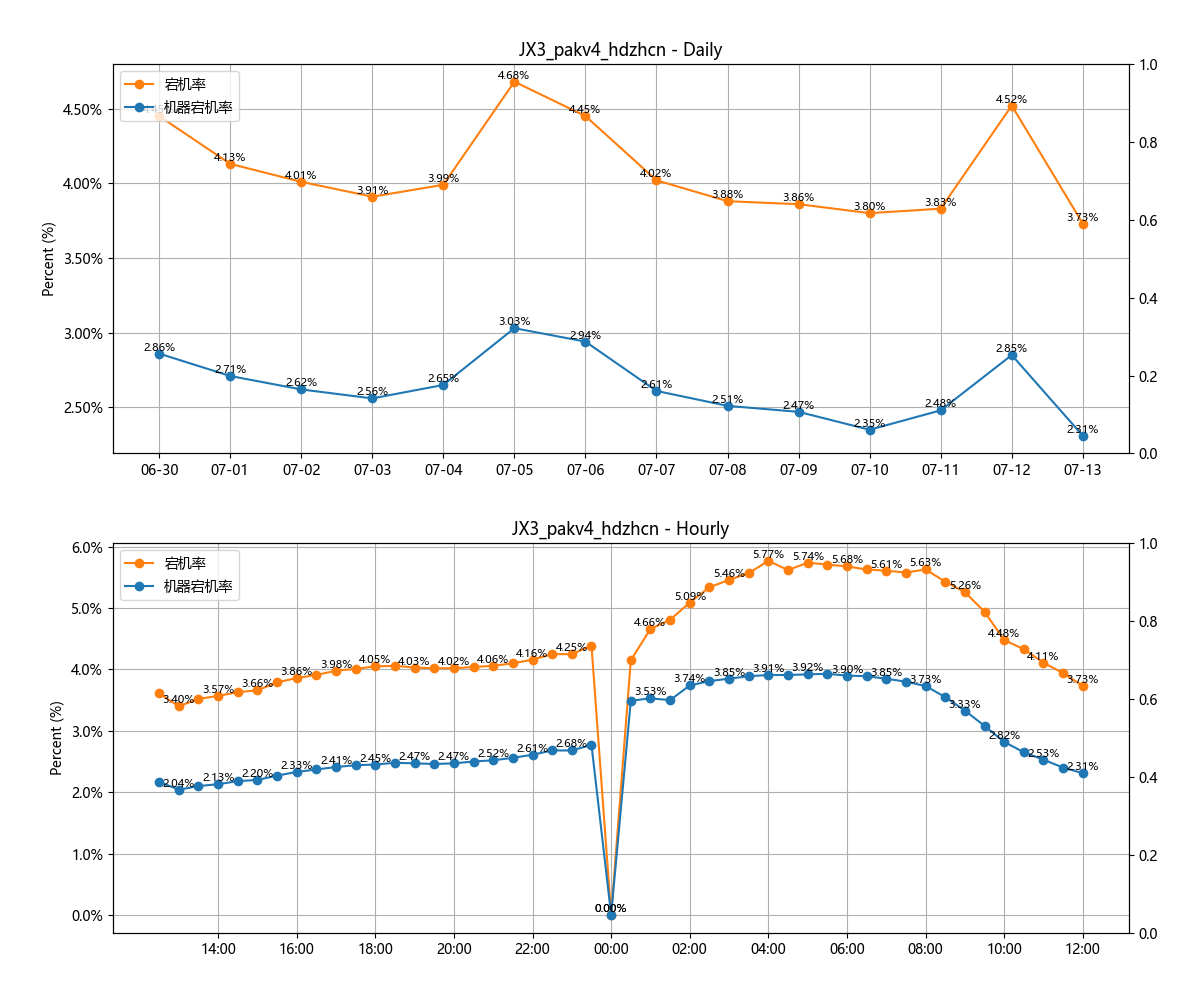 JX3_pakv4_hdzhcn - Daily
宕机率
机器宕机率
Percent (%)
4.50%
4.00%
3.50%
3.00%
2.50%
1.0
0.8
0.6
0.4
0.2
0.0
4.45% 4.13% 4.01% 3.91% 3.99% 4.68% 4.45% 4.02% 3.88% 3.86% 3.80% 3.83% 4.52% 3.73%
2.86% 2.71% 2.62% 2.56% 2.65% 3.03% 2.94% 2.61% 2.51% 2.47% 2.35% 2.48% 2.85% 2.31%
06-30 07-01 07-02 07-03 07-04 07-05 07-06 07-07 07-08 07-09 07-10 07-11 07-12 07-13
JX3_pakv4_hdzhcn - Hourly
宕机率
机器宕机率
Percent (%)
6.0%
5.0%
4.0%
3.0%
2.0%
1.0%
0.0%
1.0
0.8
0.6
0.4
0.2
0.0
3.40% 3.57% 3.66% 3.86% 3.98% 4.05% 4.03% 4.02% 4.06% 4.16% 4.25% 0.00% 4.66% 5.09% 5.46% 5.77% 5.74% 5.68% 5.61% 5.63% 5.26% 4.48% 4.11% 3.73%
2.04% 2.13% 2.20% 2.33% 2.41% 2.45% 2.47% 2.47% 2.52% 2.61% 2.68% 0.00% 3.53% 3.74% 3.85% 3.91% 3.92% 3.90% 3.85% 3.73% 3.33% 2.82% 2.53% 2.31%
14:00 16:00 18:00 20:00 22:00 00:00 02:00 04:00 06:00 08:00 10:00 12:00